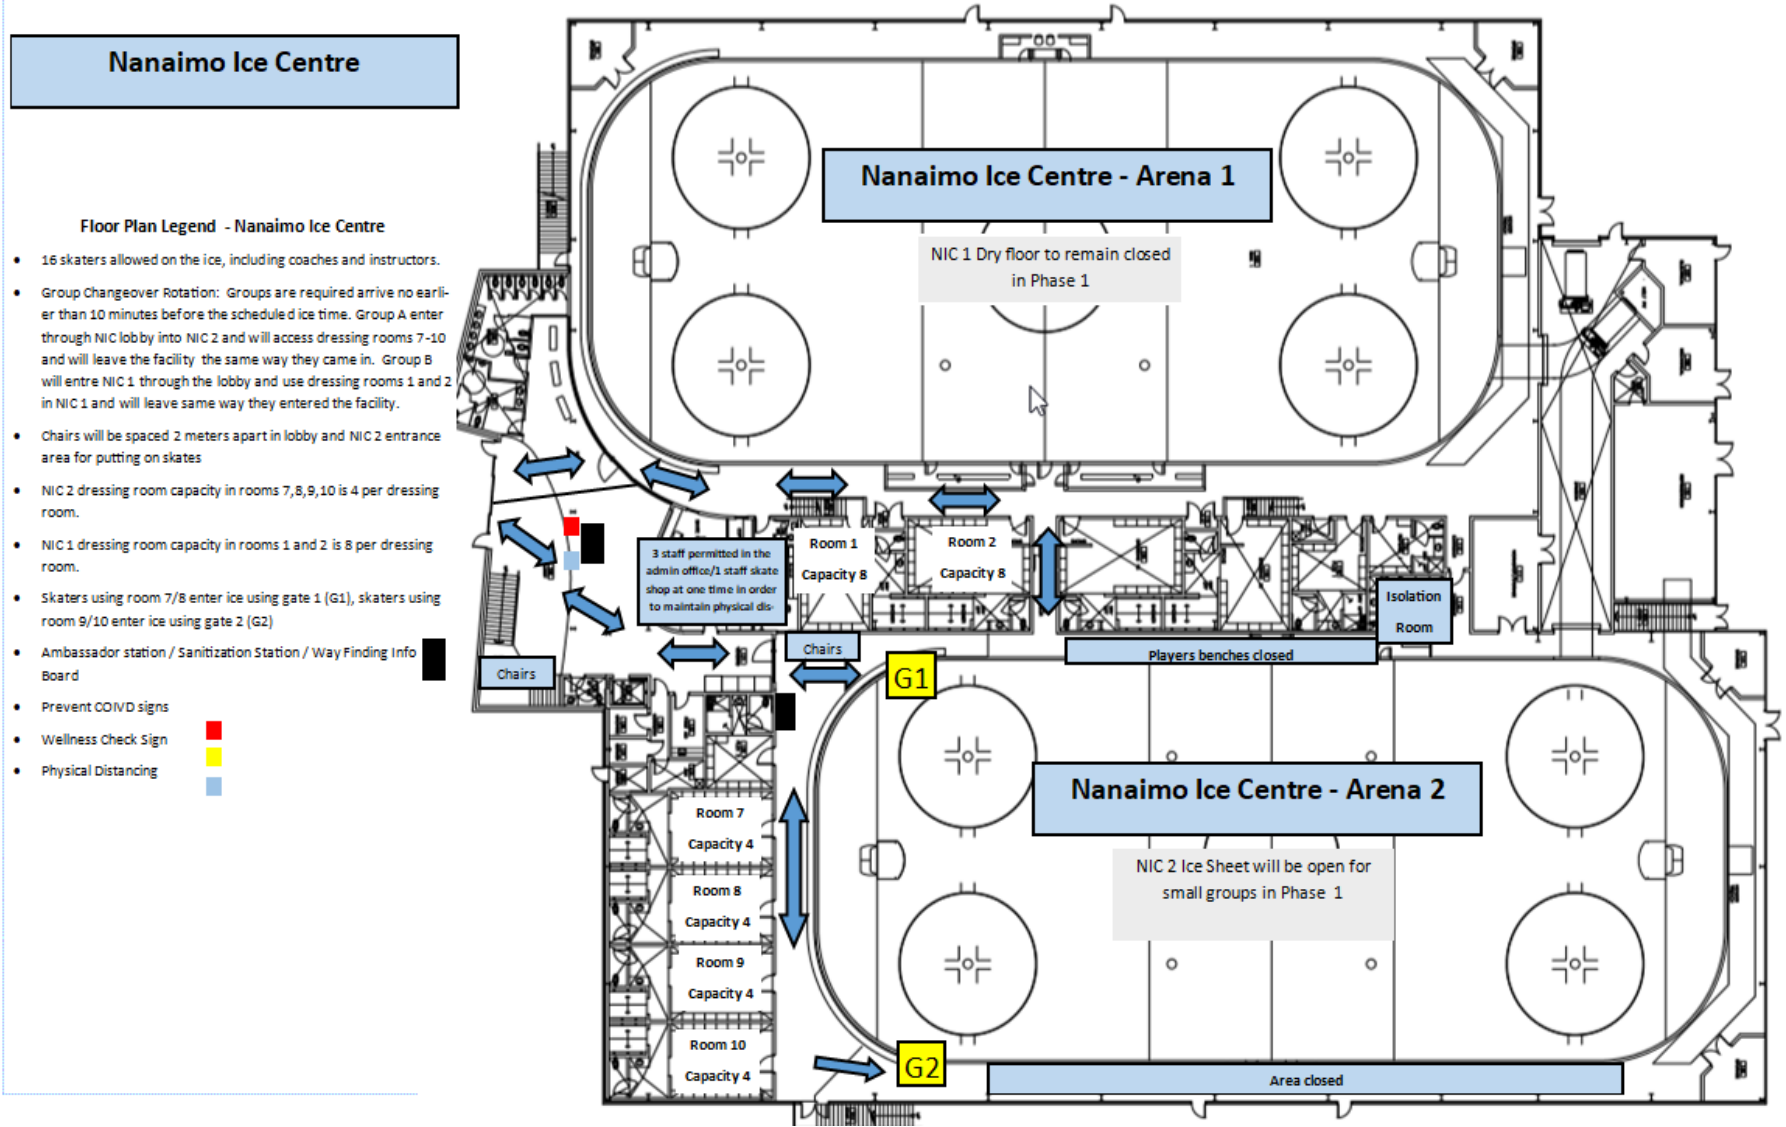 Nanaimo Ice Centre
Floor Plan Legend - Nanaimo Ice Centre
16 skaters allowed on the ice, including coaches and instructors.
Group Changeover Rotation: Groups are required arrive no earli-
er than 10 minutes before the scheduled ice time. Group A enter
through NIC lobby into NIC 2 and will access dressing rooms 7-10
and will leave the facility the same way they came in. Group B
will entre NIC 1 through the lobby and use dressing rooms 1 and 2
in NIC 1 and will leave same way they entered the facility.
Chairs will be spaced 2 meters apart in lobby and NIC 2 entrance
area for putting on skates
NIC 2 dressing room capacity in rooms 7,8,9,10 is 4 per dressing
room.
NIC 1 dressing room capacity in rooms 1 and 2 is 8 per dressing
room.
Skaters using room 7/8 enter ice using gate 1 (G1), skaters using
room 9/10 enter ice using gate 2 (G2)
Ambassador station / Sanitization Station / Way Finding Info
Board
Prevent COIVD signs
Wellness Check Sign
Physical Distancing
Nanaimo Ice Centre - Arena 1
NIC 1 Dry floor to remain closed
in Phase 1
3 staff permitted in the
admin office/1 staff skate
shop at one time in order
to maintain physical dis-
Room 1
Capacity 8
Room 2
Capacity 8
Isolation
Room
Chairs
Chairs
Players benches closed
G1
Nanaimo Ice Centre - Arena 2
NIC 2 Ice Sheet will be open for
small groups in Phase 1
Room 7
Capacity 4
Room 8
Capacity 4
Room 9
Capacity 4
Room 10
Capacity 4
G2
Area closed